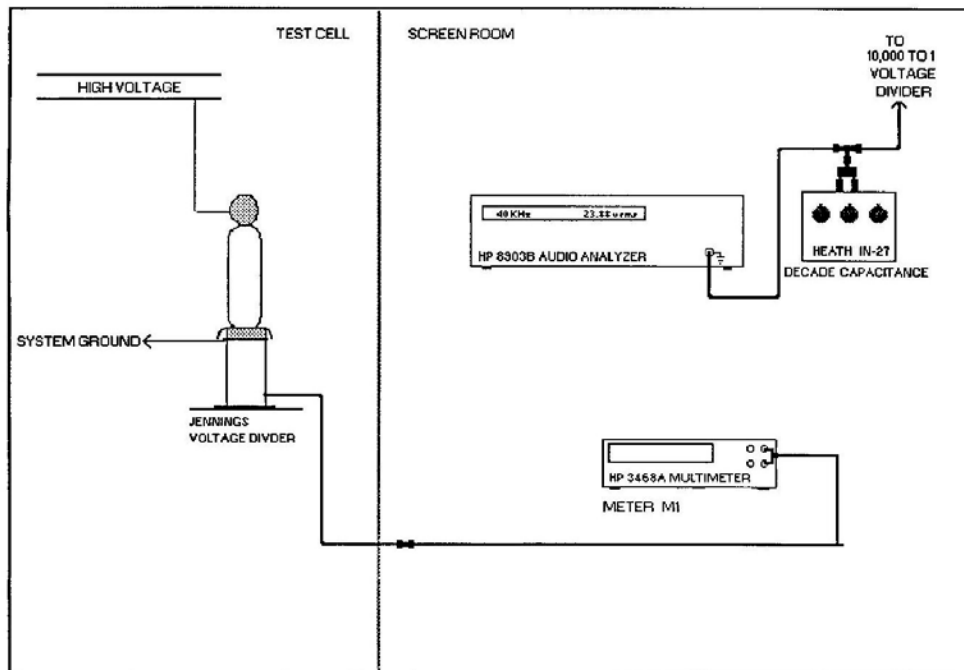 TEST CELL
SCREEN ROOM
TO
10,000 TO 1
VOLTAGE
DIVIDER
HIGH VOLTAGE
40 KHz
HP 8903B AUDIO ANALYZER
HEATH IN-27
DECADE CAPACITANCE
SYSTEM GROUND
JENNINGS
VOLTAGE DIVDER
HP 3468A MULTIMETER
METER M1